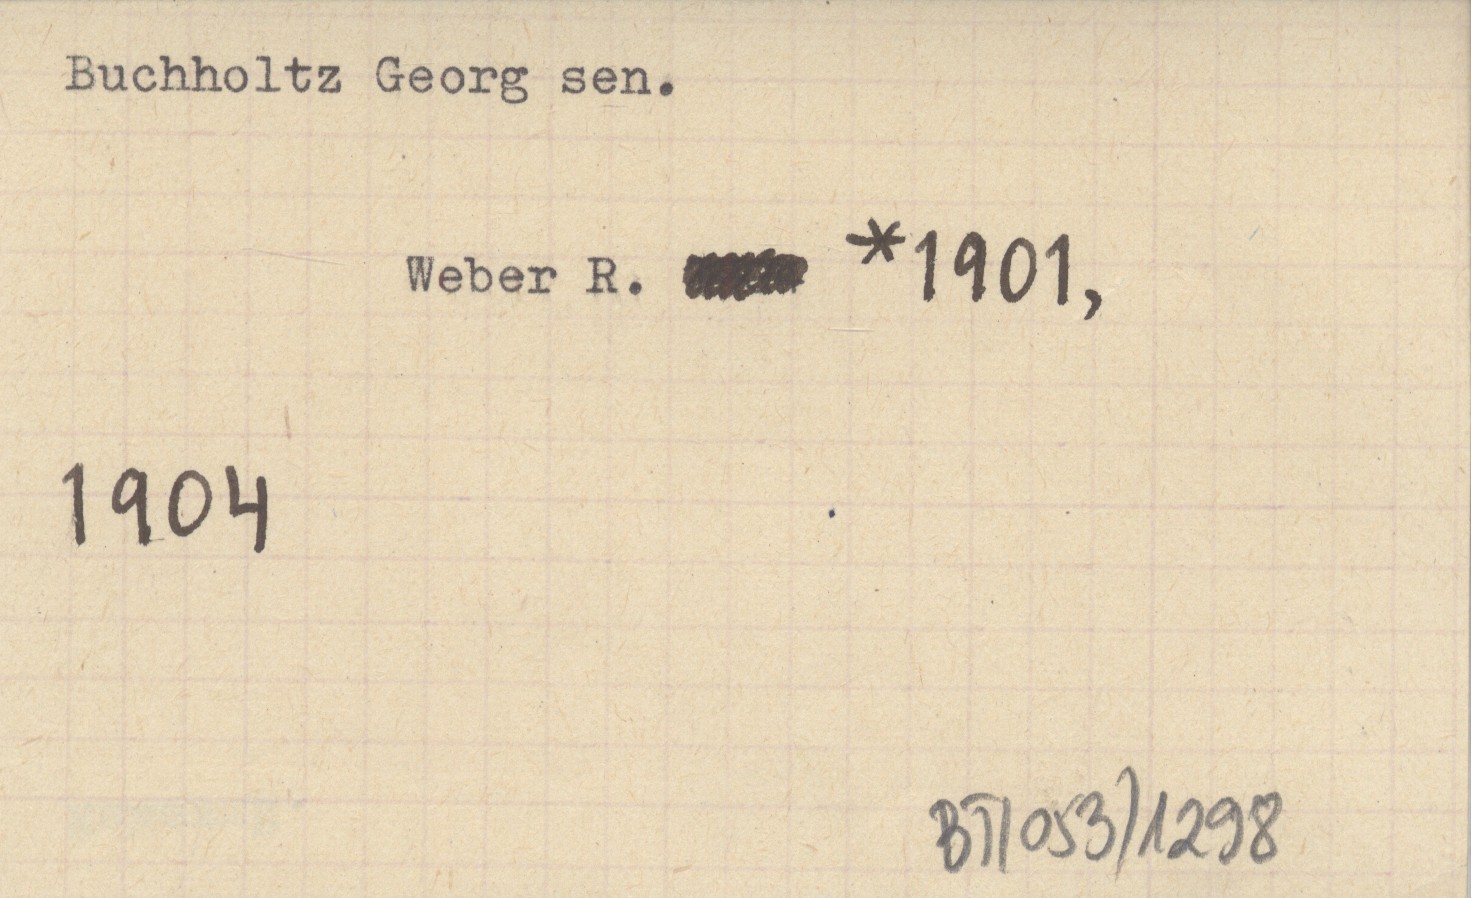 Buchholtz Georg sen.
Weber R. *1901,
1904
BT/053/1298